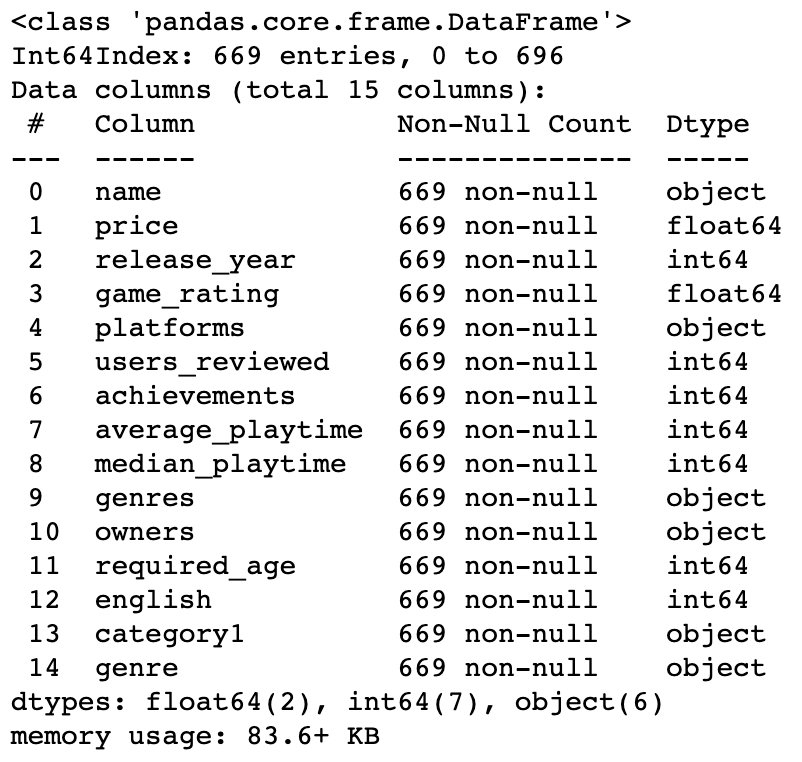 <class 'pandas.core.frame.DataFrame'>
Int64Index: 669 entries, 0 to 696
Data columns (total 15 columns):
 #   Column            Non-Null Count  Dtype
---  ------            --------------  -----
 0   name              669 non-null    object
 1   price             669 non-null    float64
 2   release_year      669 non-null    int64
 3   game_rating       669 non-null    float64
 4   platforms         669 non-null    object
 5   users_reviewed    669 non-null    int64
 6   achievements      669 non-null    int64
 7   average_playtime  669 non-null    int64
 8   median_playtime   669 non-null    int64
 9   genres            669 non-null    object
 10  owners            669 non-null    object
 11  required_age      669 non-null    int64
 12  english           669 non-null    int64
 13  category1         669 non-null    object
 14  genre             669 non-null    object
dtypes: float64(2), int64(7), object(6)
memory usage: 83.6+ KB